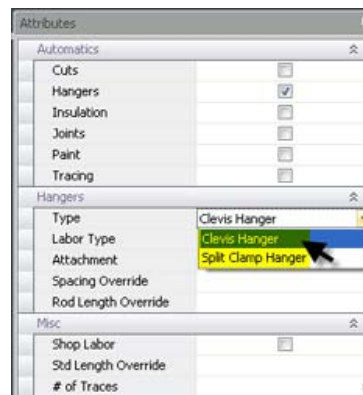 Attributes
Automatics
Cuts
Hangers
Insulation
Joints
Paint
Tracing
Hangers
Type Clevis Hanger
Labor Type Clevis Hanger
Attachment Split Clamp Hanger
Spacing Override
Rod Length Override
Misc
Shop Labor
Std Length Override
# of Traces